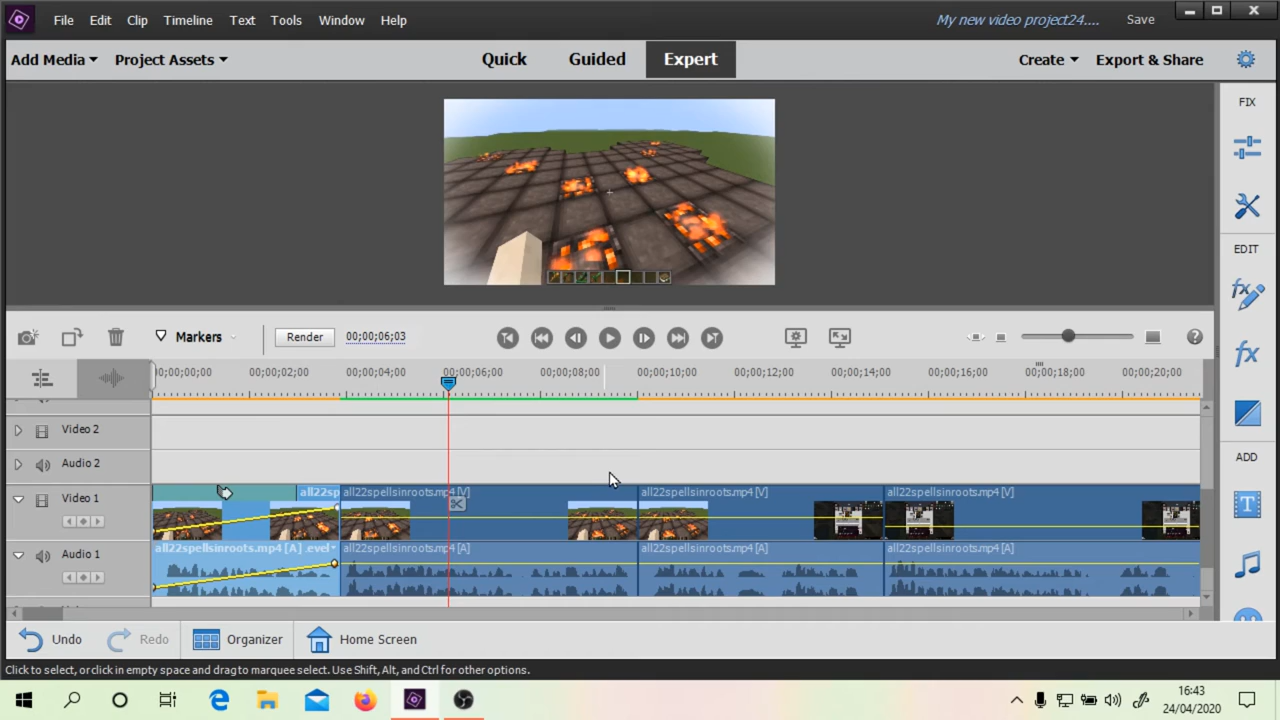 File Edit Clip Timeline Text Tools Window Help
My new video project24....
Save
Add Media
Project Assets
Quick
Guided
Expert
Create
Export & Share
FIX
Markers
Render
00;00;06;03
0;00;00;00 00;00;02;00 00;00;04;00 00;00;06;00 00;00;08;00 00;00;10;00 00;00;12;00 00;00;14;00 00;00;16;00 00;00;18;00 00;00;20;00
EDIT
ADD
Video 2
Audio 2
Video 1
all22sp all22spellsinroots.mp4 [V] all22spellsinroots.mp4 [V] all22spellsinroots.mp4 [V]
Audio 1
all22spellsinroots.mp4 [A] all22spellsinroots.mp4 [A] all22spellsinroots.mp4 [A] all22spellsinroots.mp4 [A]
Undo
Redo
Organizer
Home Screen
Click to select, or click in empty space and drag to marquee select. Use Shift, Alt, and Ctrl for other options.
16:43
24/04/2020